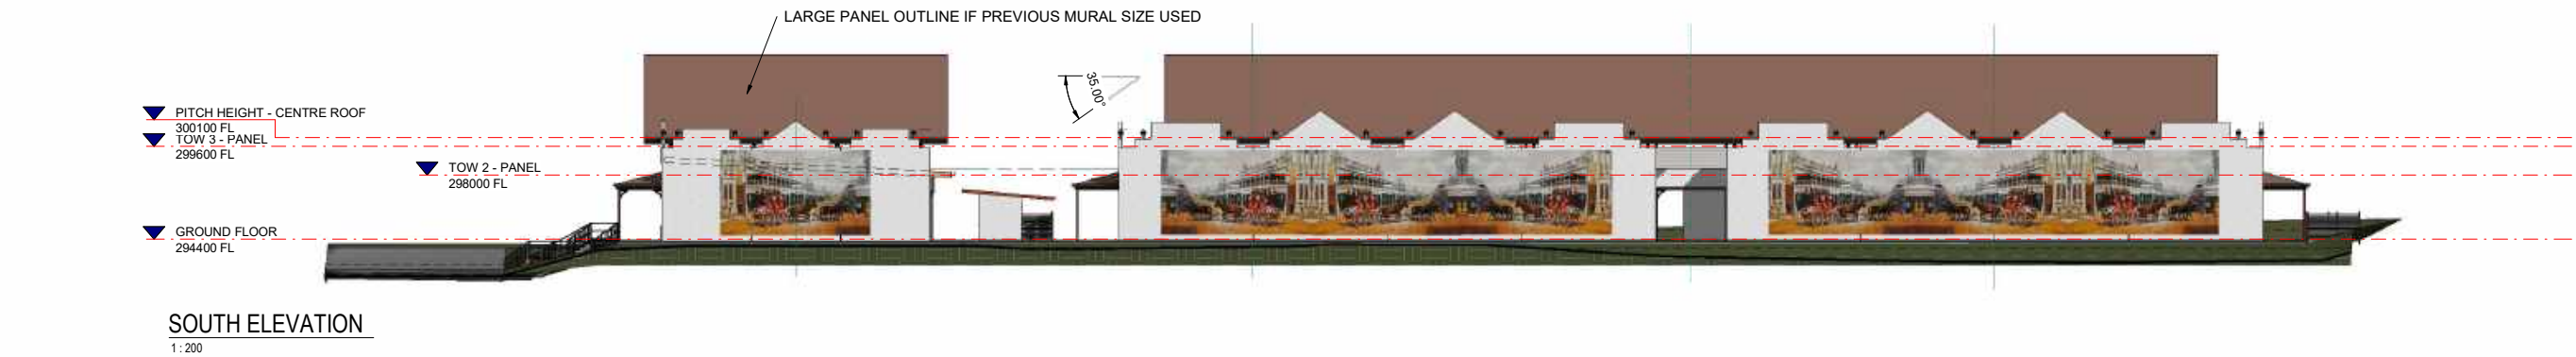 LARGE PANEL OUTLINE IF PREVIOUS MURAL SIZE USED
35.00°
PITCH HEIGHT - CENTRE ROOF
300100 FL
TOW 3 - PANEL
299600 FL
TOW 2 - PANEL
298000 FL
GROUND FLOOR
294400 FL
SOUTH ELEVATION
1 : 200